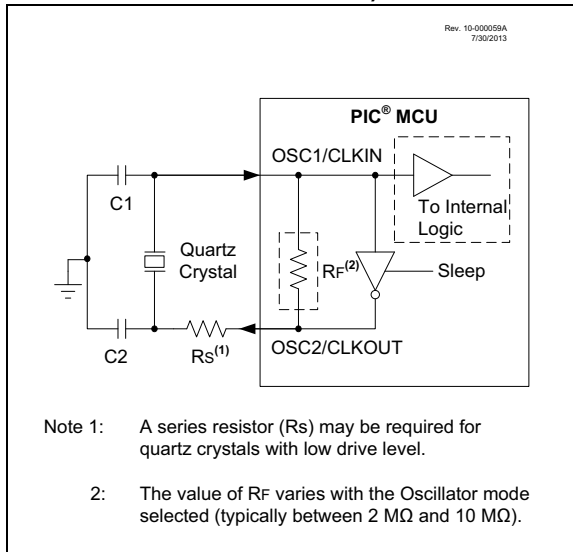 Rev. 10-000059A
7/30/2013
PIC® MCU
OSC1/CLKIN
C1
To Internal
Logic
Quartz
Crystal
RF(2)
Sleep
C2
RS(1)
OSC2/CLKOUT
Note 1: A series resistor (Rs) may be required for
quartz crystals with low drive level.
2: The value of RF varies with the Oscillator mode
selected (typically between 2 MΩ and 10 MΩ).